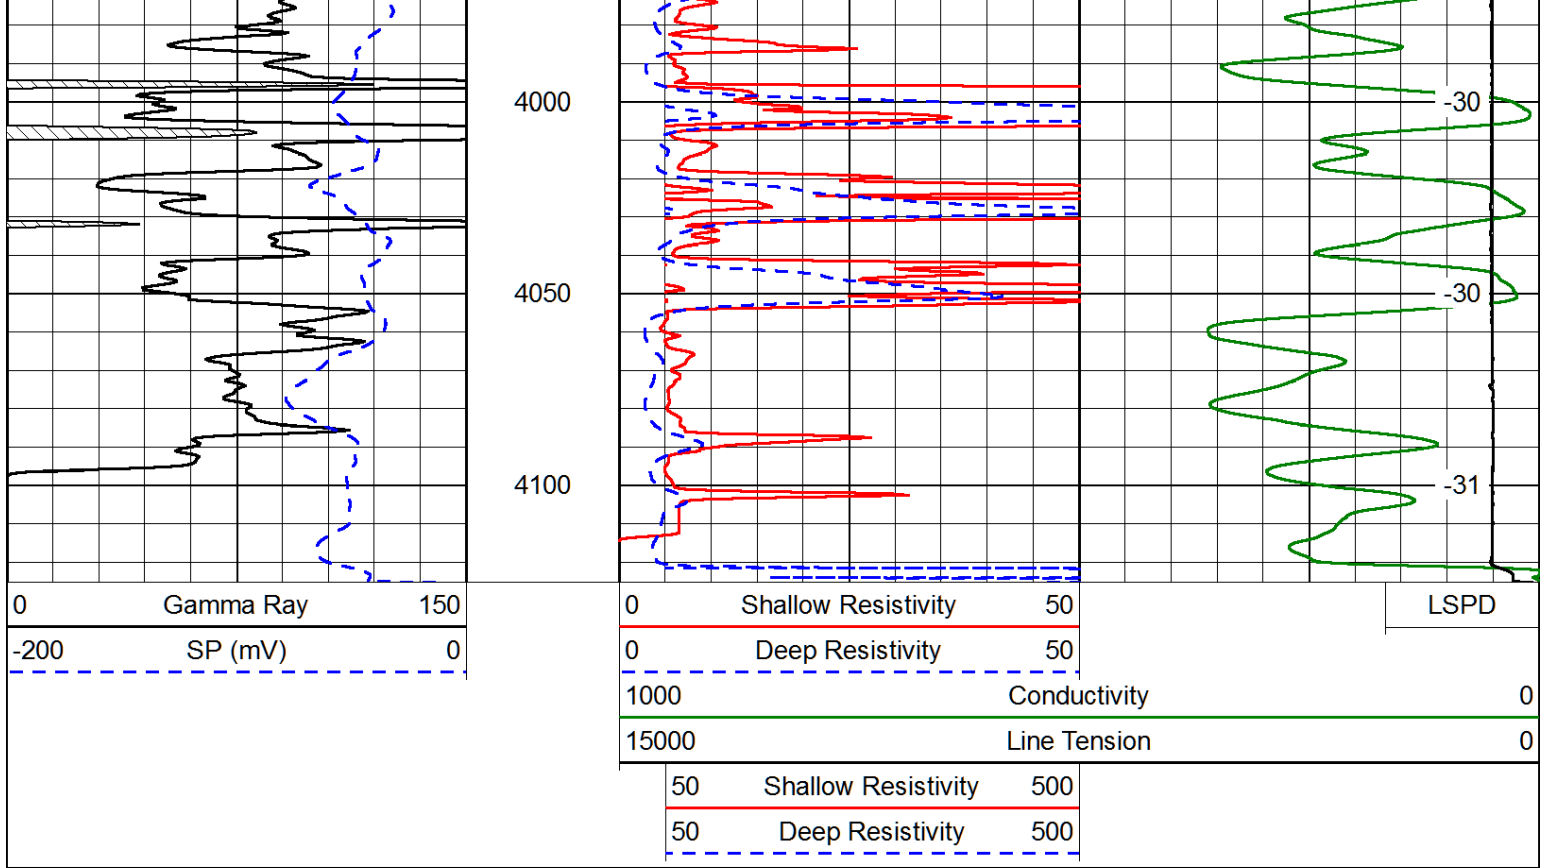 4000 -30
4050 -30
4100 -31
0 Gamma Ray 150 0 Shallow Resistivity 50 LSPD
-200 SP (mV) 0 0 Deep Resistivity 50
1000 Conductivity 0
15000 Line Tension 0
50 Shallow Resistivity 500
50 Deep Resistivity 500